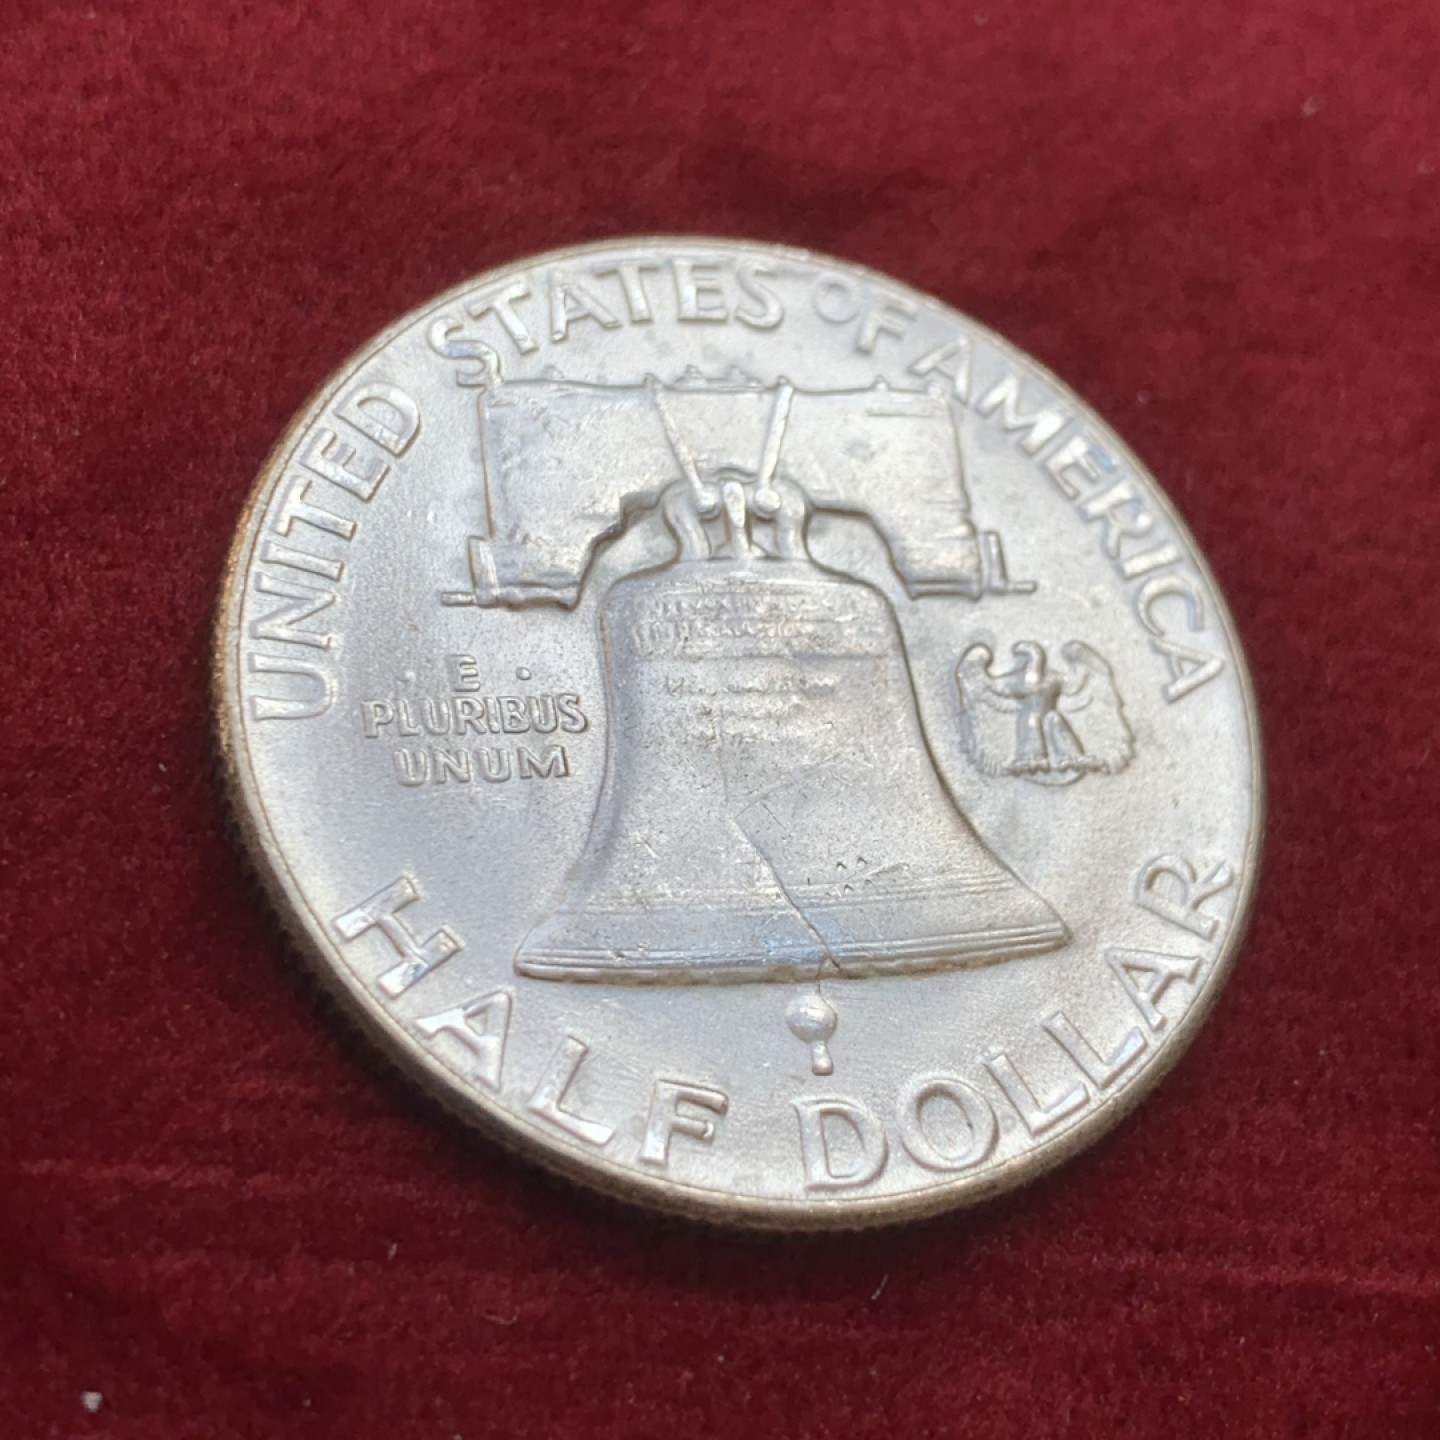 UNITED STATES OF AMERICA
· E ·
PLURIBUS
UNUM
HALF DOLLAR